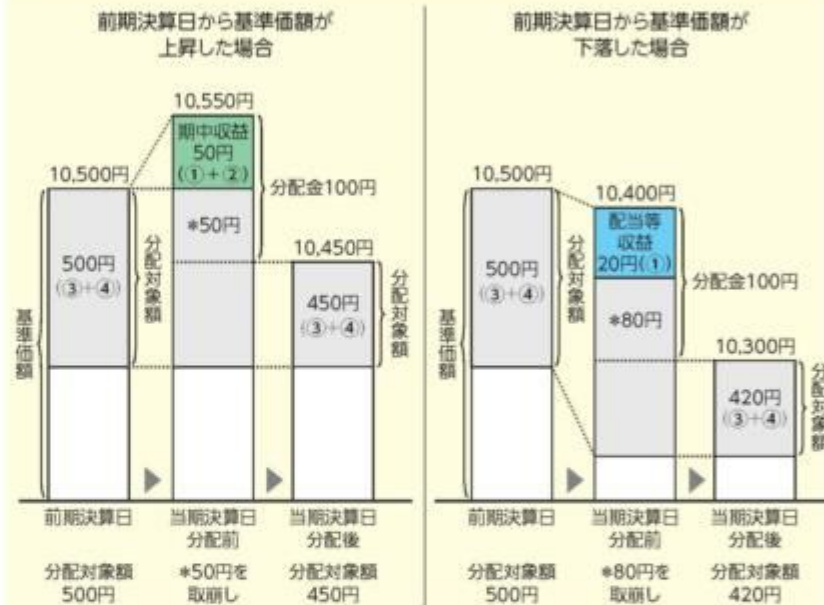 前期決算日から基準価額が
上昇した場合
10,550円
期中収益
50円
(①+②)
10,500円
分配金100円
*50円
10,450円
500円
(③+④)
分配対象額
450円
(③+④)
分配対象額
基準価額
前期決算日
当期決算日
分配前
当期決算日
分配後
分配対象額
500円
*50円を
取崩し
分配対象額
450円
前期決算日から基準価額が
下落した場合
10,500円
10,400円
配当等
収益
20円(①)
分配金100円
500円
(③+④)
分配対象額
*80円
10,300円
420円
(③+④)
分配対象額
基準価額
前期決算日
当期決算日
分配前
当期決算日
分配後
分配対象額
500円
*80円を
取崩し
分配対象額
420円